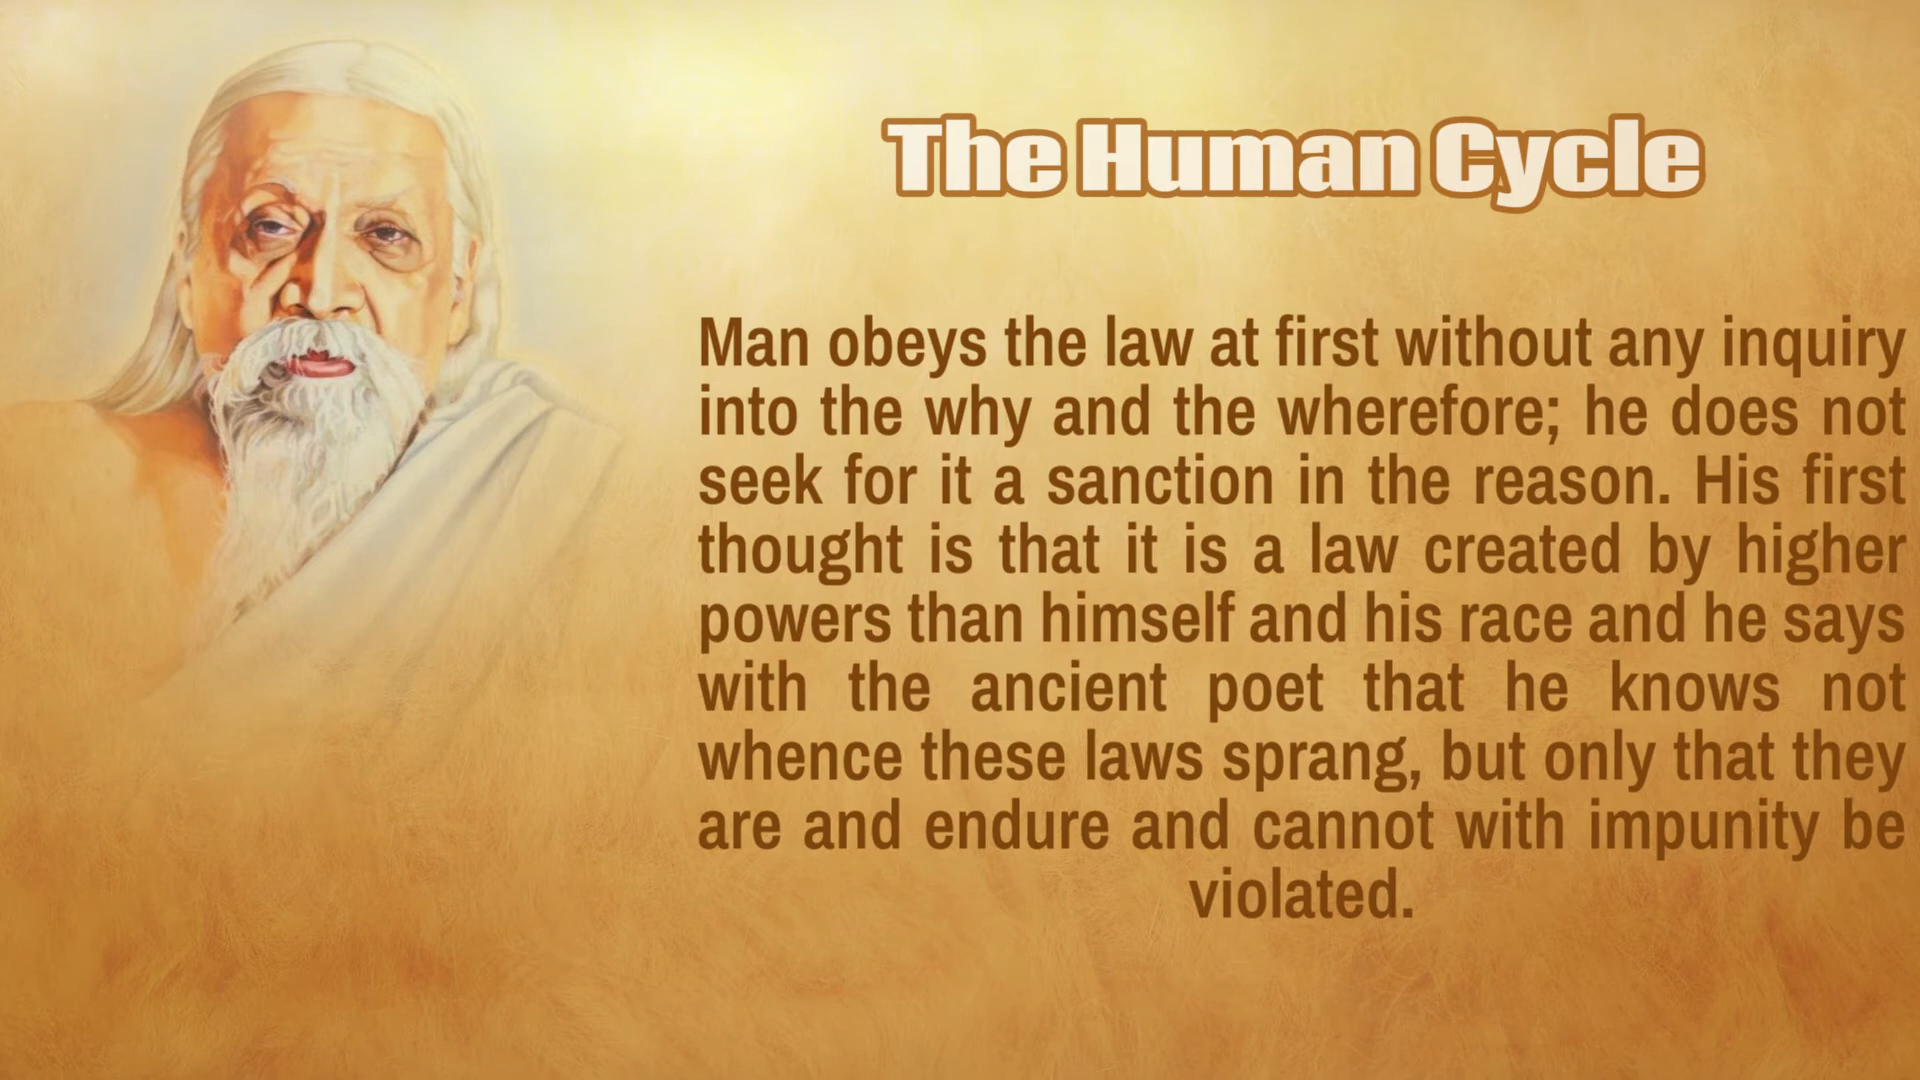 The Human Cycle
Man obeys the law at first without any inquiry
into the why and the wherefore; he does not
seek for it a sanction in the reason. His first
thought is that it is a law created by higher
powers than himself and his race and he says
with the ancient poet that he knows not
whence these laws sprang, but only that they
are and endure and cannot with impunity be
violated.